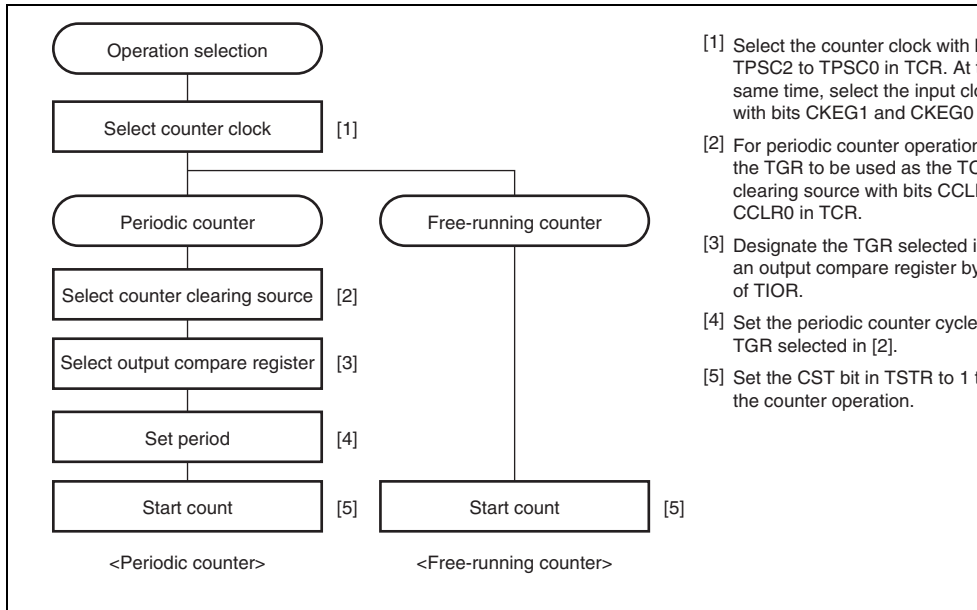 Operation selection
Select counter clock
[1]
Periodic counter
Free-running counter
Select counter clearing source
[2]
Select output compare register
[3]
Set period
[4]
Start count
[5]
Start count
[5]
<Periodic counter>
<Free-running counter>
[1] Select the counter clock with
TPSC2 to TPSC0 in TCR. At
same time, select the input
with bits CKEG1 and CKEG0
[2] For periodic counter operation
the TGR to be used as the
clearing source with bits
CCLR0 in TCR.
[3] Designate the TGR selected
an output compare register by
of TIOR.
[4] Set the periodic counter cycle
TGR selected in [2].
[5] Set the CST bit in TSTR to 1
the counter operation.